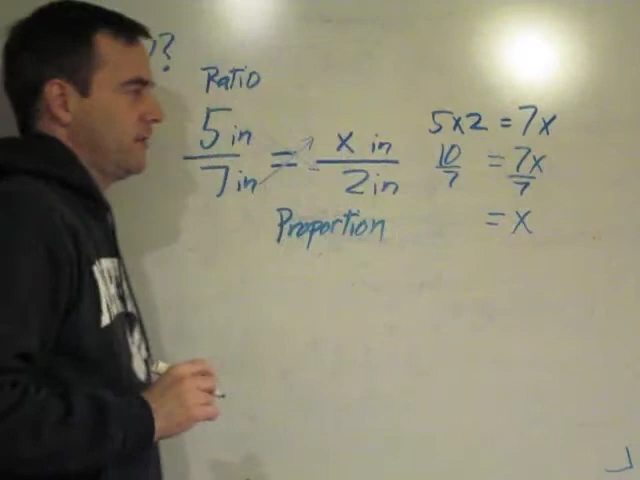 ?
Ratio
5 in / 7 in = x in / 2 in
Proportion
5x2 = 7x
10/7 = 7x/7
= x